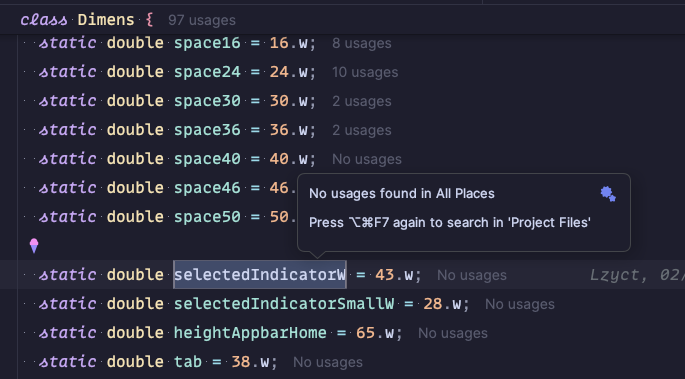 class Dimens { 97 usages
static double space16 = 16.w; 8 usages
static double space24 = 24.w; 10 usages
static double space30 = 30.w; 2 usages
static double space36 = 36.w; 2 usages
static double space40 = 40.w; No usages
static double space46 = 46.
static double space50 = 50.
No usages found in All Places
Press ⌥⌘F7 again to search in 'Project Files'
static double selectedIndicatorW = 43.w; No usages Lzyct, 02/
static double selectedIndicatorSmallW = 28.w; No usages
static double heightAppbarHome = 65.w; No usages
static double tab = 38.w; No usages